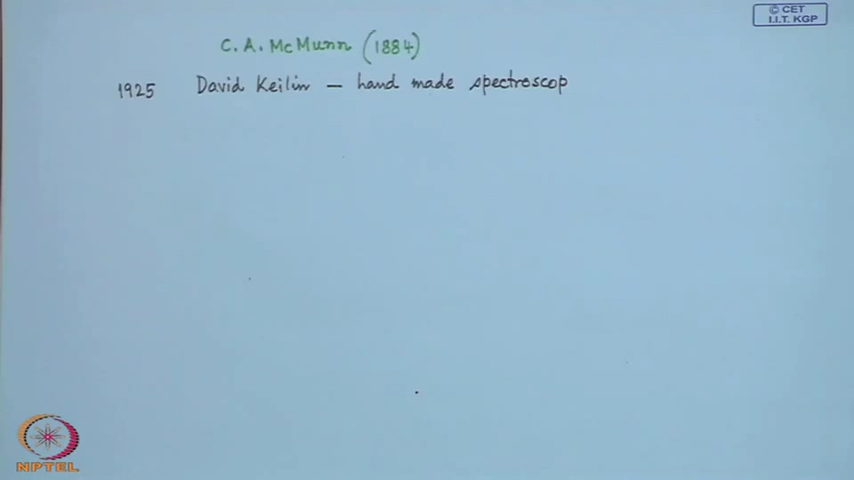 © CET
I.I.T. KGP
C. A. McMunn (1884)
1925 David Keilin – hand made spectroscop
NPTEL